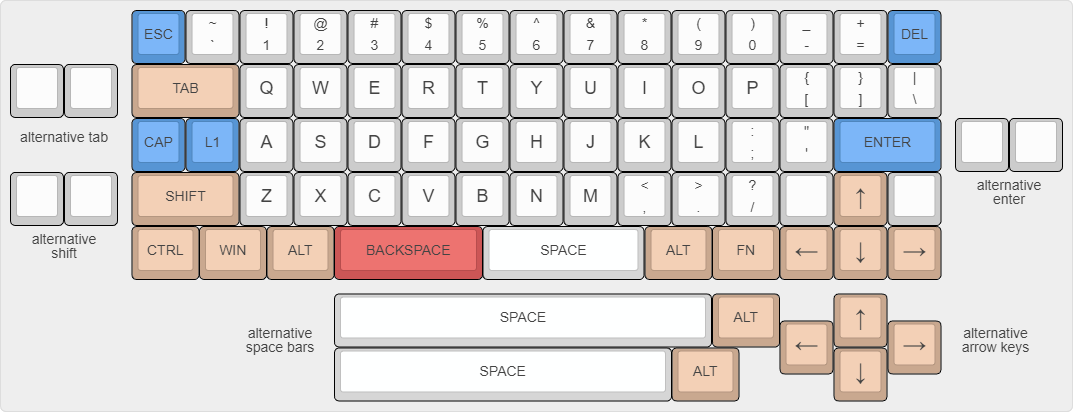 ESC ~ ! @ # $ % ^ & * ( ) _ + DEL
` 1 2 3 4 5 6 7 8 9 0 - =
TAB Q W E R T Y U I O P { } |
[ ] \
alternative tab
CAP L1 A S D F G H J K L : " ENTER
; '
SHIFT Z X C V B N M < > ? ↑
, . /
alternative
enter
alternative
shift
CTRL WIN ALT BACKSPACE SPACE ALT FN ← ↓ →
alternative
space bars
SPACE ALT
SPACE ALT
↑
← →
↓
alternative
arrow keys